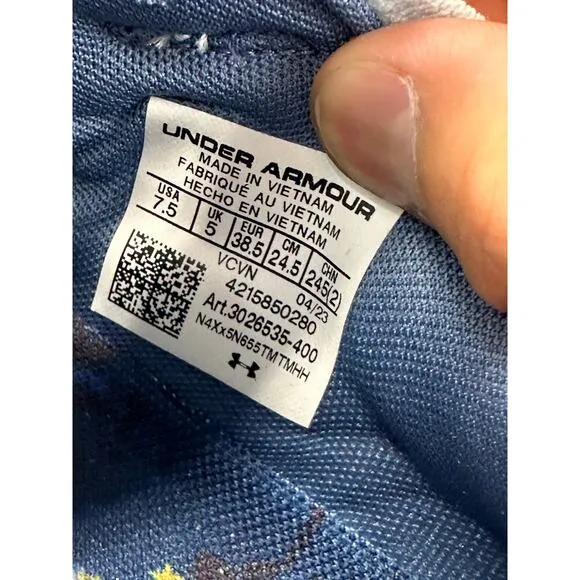 UNDER ARMOUR
MADE IN VIETNAM
FABRIQUÉ AU VIETNAM
HECHO EN VIETNAM
USA UK EUR CM CHN
7.5 5 38.5 24.5 245(2)
VCVN 04/23
4215850280
Art.3026535-400
N4Xx5N655TMTMHH